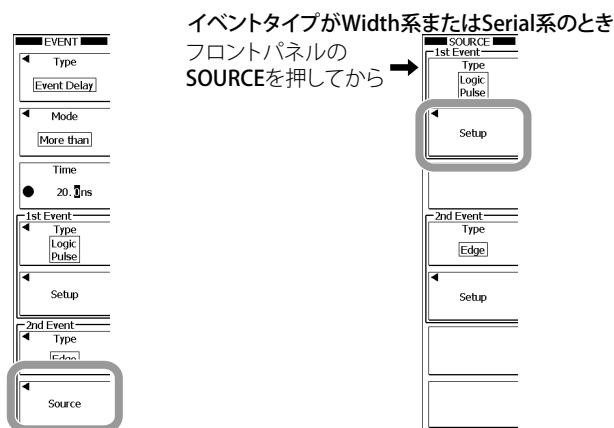 イベントタイプがWidth系またはSerial系のとき
フロントパネルの
SOURCEを押してから
EVENT
Type
Event Delay
Mode
More than
Time
20.0ns
1st Event
Type
Logic
Pulse
Setup
2nd Event
Type
Edge
Source
SOURCE
1st Event
Type
Logic
Pulse
Setup
2nd Event
Type
Edge
Setup